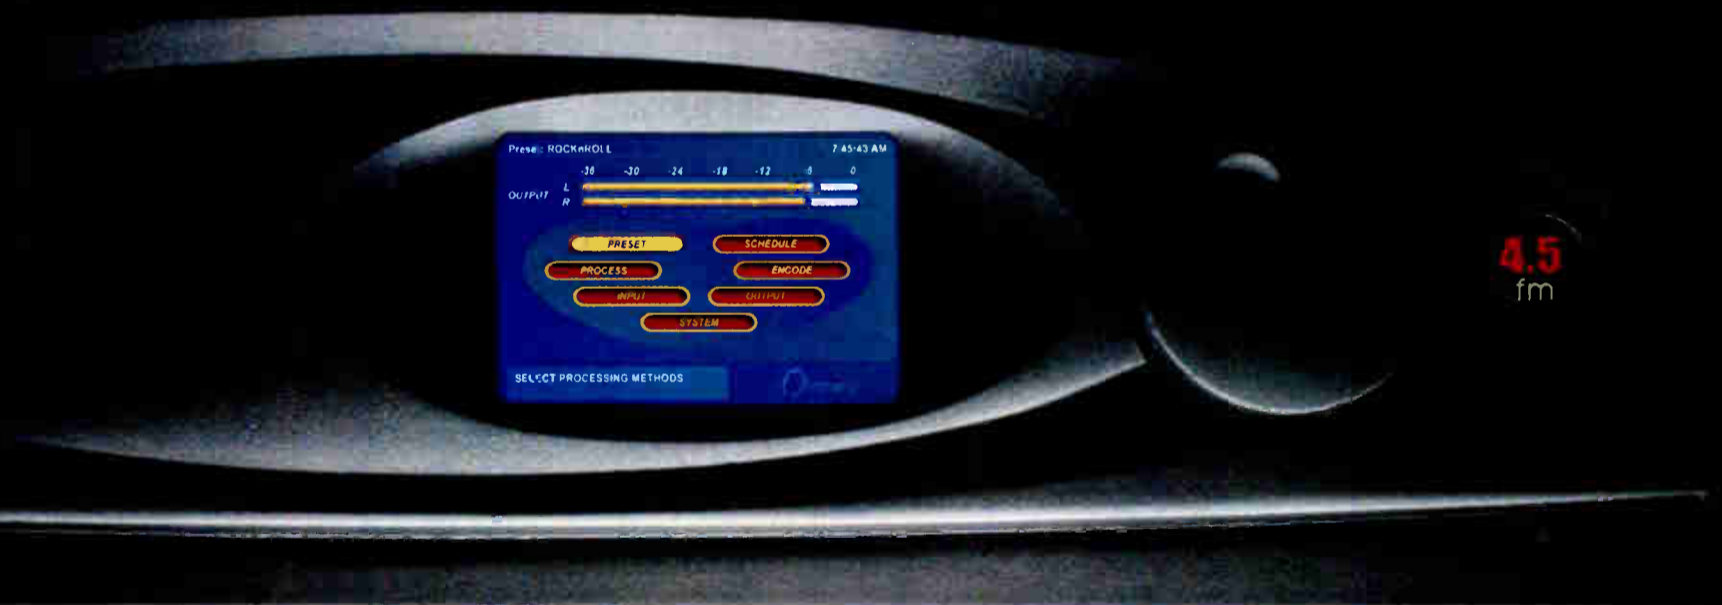 Preset: ROCKnROLL 7:45:43 AM
-36 -30 -24 -18 -12 -6 0
OUTPUT L
R
PRESET SCHEDULE
PROCESS ENCODE
INPUT OUTPUT
SYSTEM
SELECT PROCESSING METHODS
4.5
fm